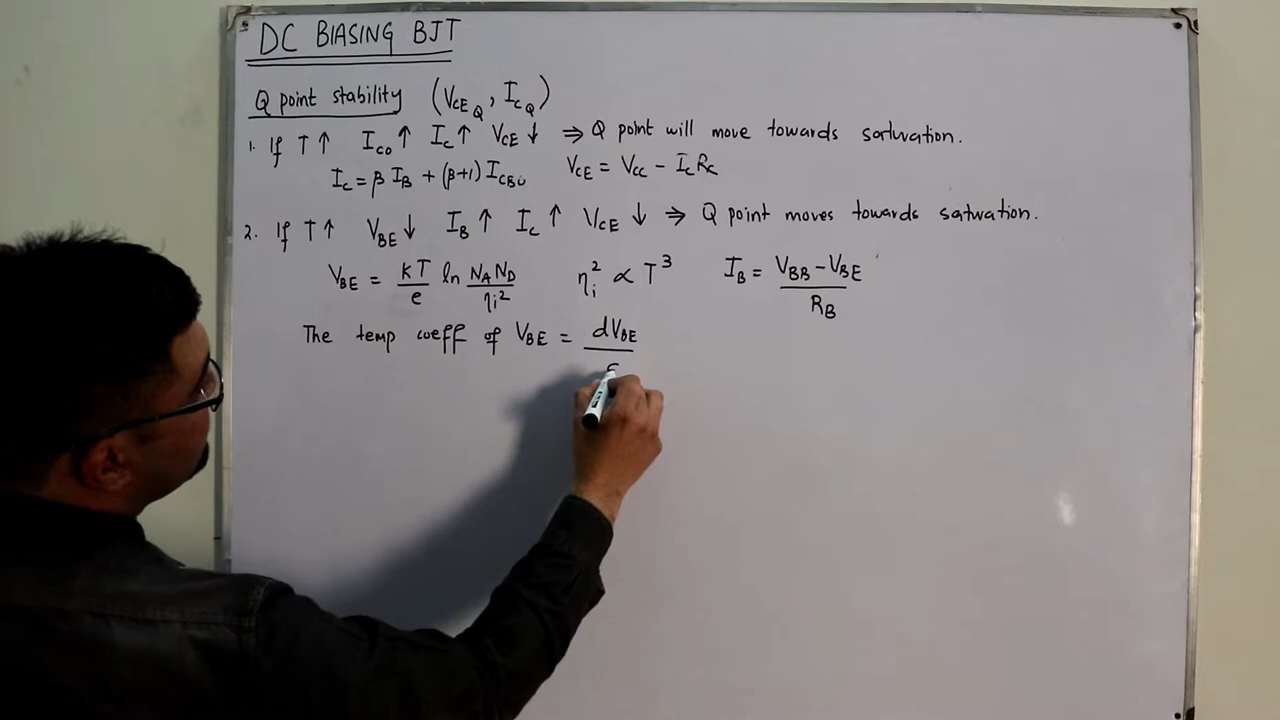 DC BIASING BJT
Q point stability (V_CE_Q, I_C_Q)
1. If T↑ I_CO↑ I_C↑ V_CE↓ ⇒ Q point will move towards saturation.
I_C = β I_B + (β+1) I_CBO V_CE = V_CC - I_C R_C
2. If T↑ V_BE↓ I_B↑ I_C↑ V_CE↓ ⇒ Q point moves towards saturation.
V_BE = kT/e ln N_A N_D/η_i² η_i² ∝ T³ I_B = V_BB - V_BE / R_B
The temp coeff of V_BE = dV_BE